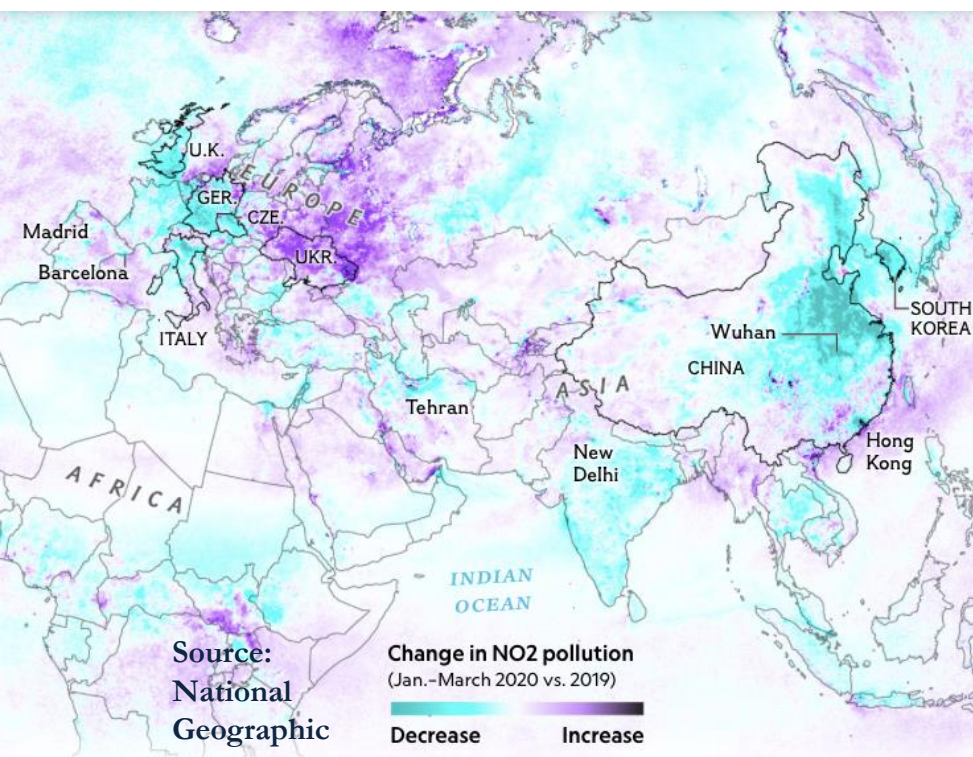 U.K.
EUROPE
GER.
CZE.
Madrid
UKR.
Barcelona
SOUTH
KOREA
ITALY
Wuhan
CHINA
ASIA
Tehran
Hong
Kong
New
Delhi
AFRICA
INDIAN
OCEAN
Source:
National
Geographic
Change in NO2 pollution
(Jan.–March 2020 vs. 2019)
Decrease Increase